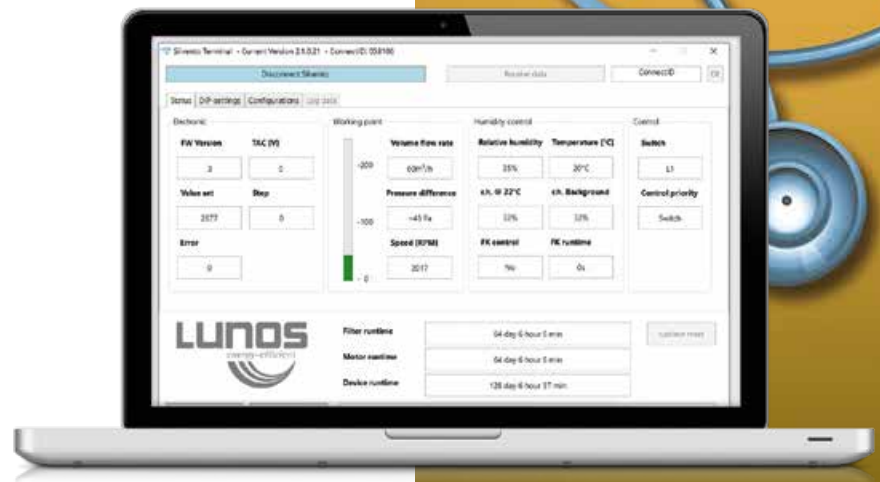 Silvento Terminal - Current Version 2.1.0.21 - ConnectID: 
Disconnect Silvento
Receive data
ConnectID
OK
Status DIP-settings Configurations Log data
Electronic
Working point
Humidity control
Control
FW Version TAC [V]
Volume flow rate
Relative humidity Temperature [°C]
Switch
3 0
-200
60m³/h
35% 20°C
L1
Value set Step
Pressure difference
r.h. @ 22°C r.h. Background
Control priority
0
-100
Pa
32% 32%
Switch
Error
Speed [RPM]
FK control FK runtime
0
- 0
No 0s
LUNOS
energy-efficient
Filter runtime
64 day 6 hour 5 min
runtime reset
Motor runtime
64 day 6 hour 5 min
Device runtime
128 day 6 hour 37 min